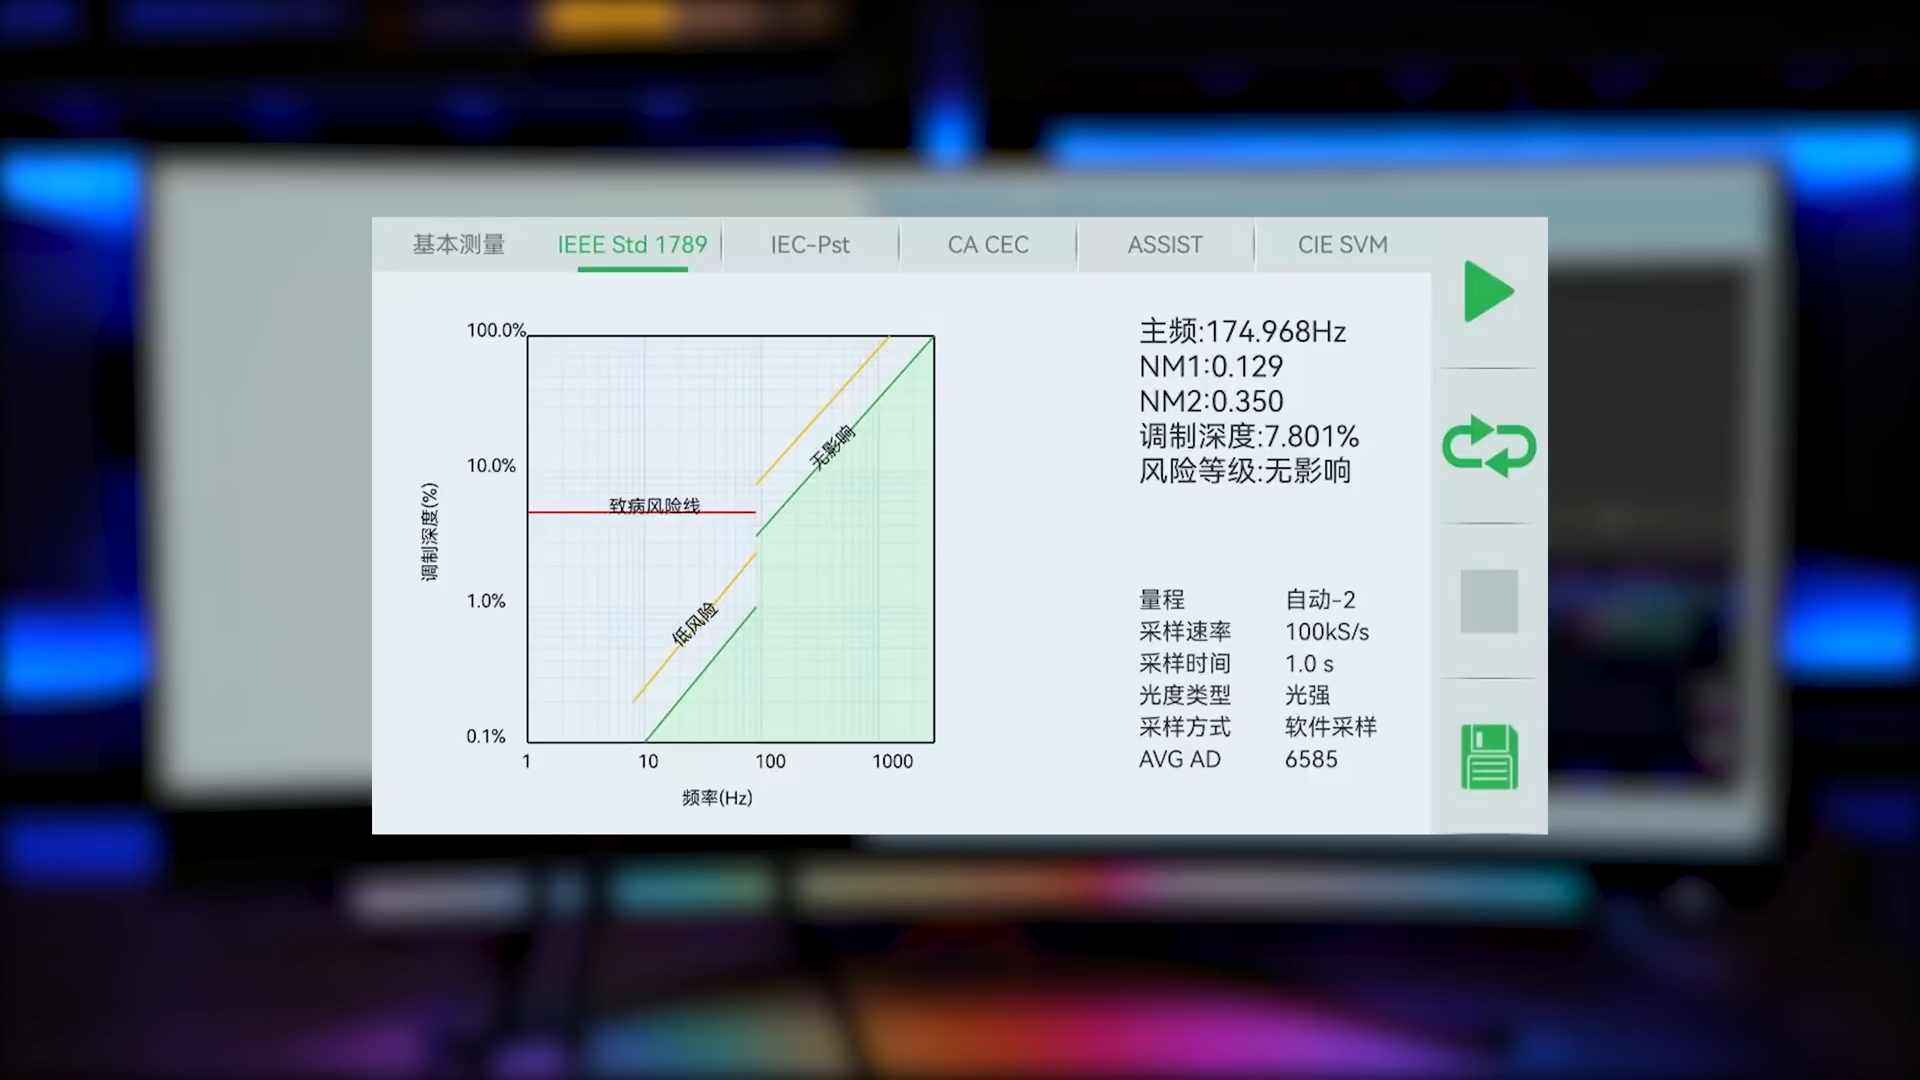 基本测量
IEEE Std 1789
IEC-Pst
CA CEC
ASSIST
CIE SVM
100.0%
10.0%
1.0%
0.1%
调制深度(%)
致病风险线
无影响
低风险
1
10
100
1000
频率(Hz)
主频:174.968Hz
NM1:0.129
NM2:0.350
调制深度:7.801%
风险等级:无影响
量程 自动-2
采样速率 100kS/s
采样时间 1.0 s
光度类型 光强
采样方式 软件采样
AVG AD 6585